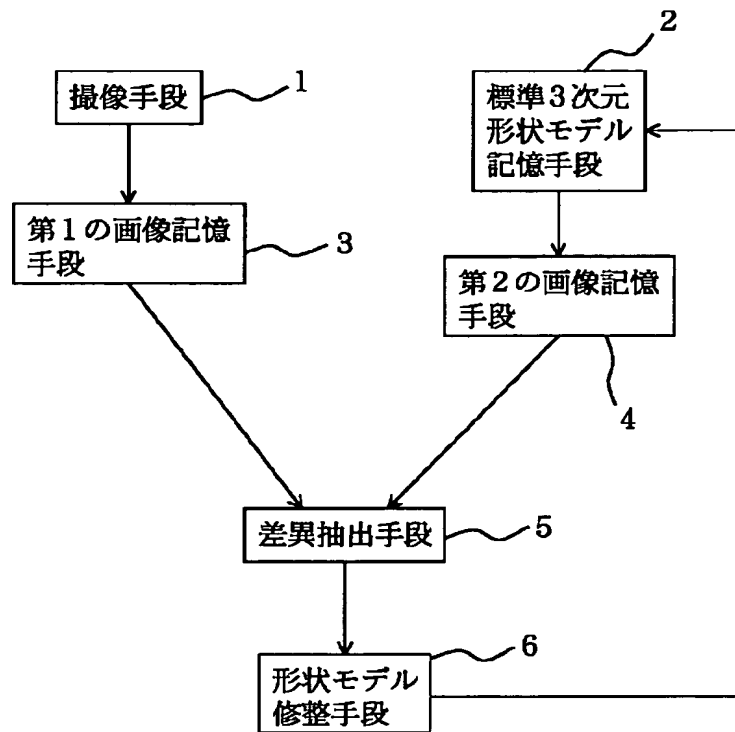 2
1
撮像手段
標準３次元
形状モデル
記憶手段
第１の画像記憶
手段
3
第２の画像記憶
手段
4
差異抽出手段
5
6
形状モデル
修整手段